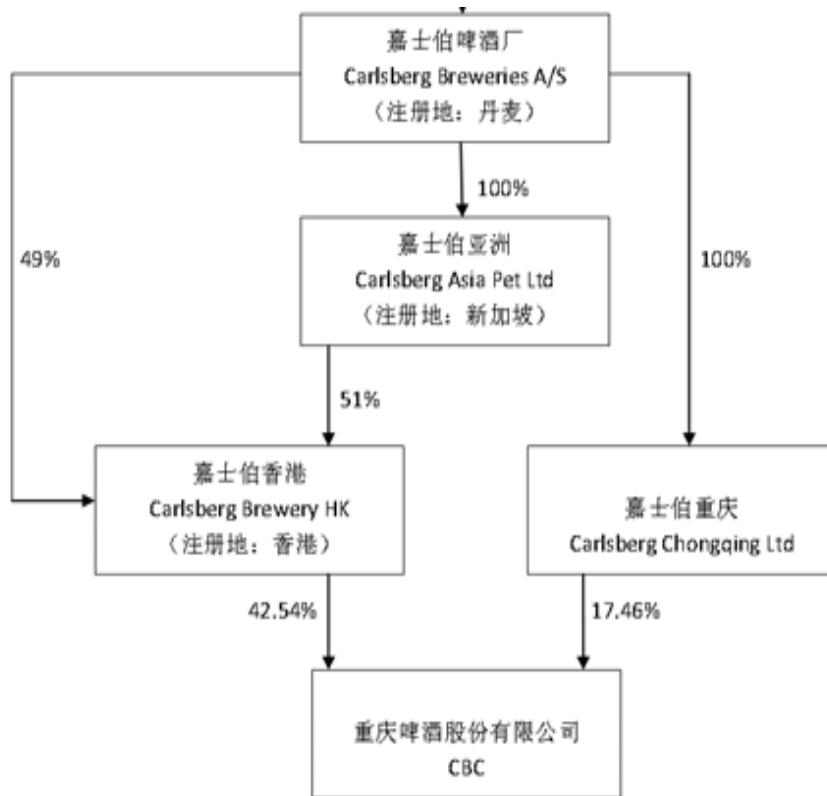 嘉士伯啤酒厂
Carlsberg Breweries A/S
（注册地：丹麦）
100%
嘉士伯亚洲
Carlsberg Asia Pet Ltd
（注册地：新加坡）
49%
100%
51%
嘉士伯香港
Carlsberg Brewery HK
（注册地：香港）
嘉士伯重庆
Carlsberg Chongqing Ltd
42.54%
17.46%
重庆啤酒股份有限公司
CBC